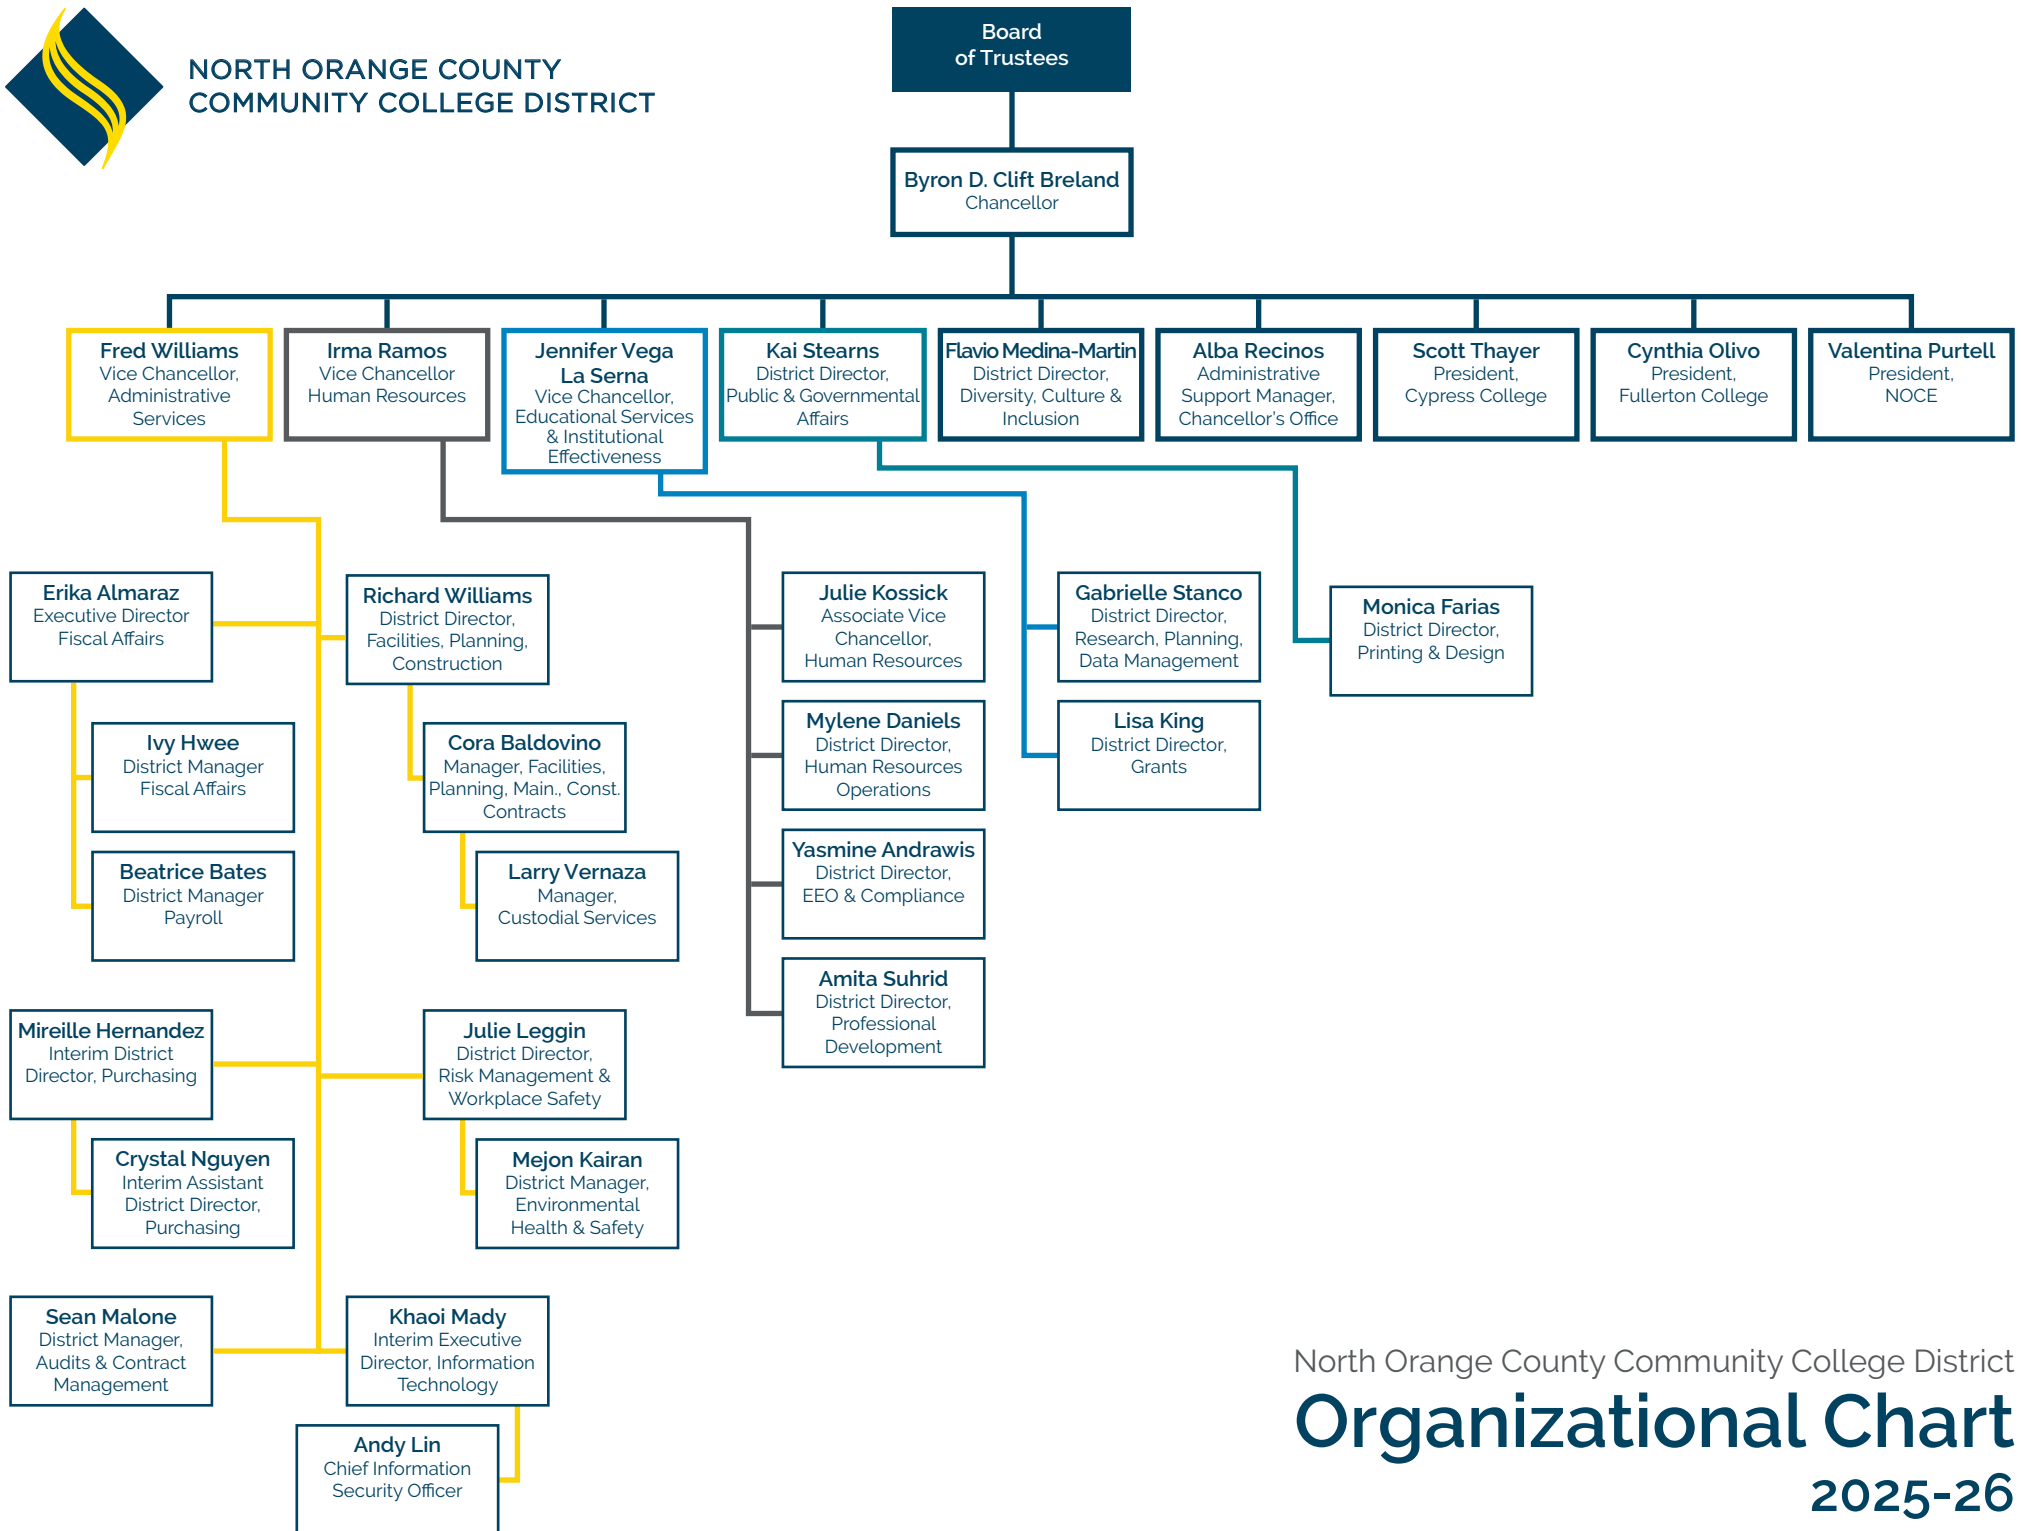 NORTH ORANGE COUNTY
COMMUNITY COLLEGE DISTRICT
Board
of Trustees
Byron D. Clift Breland
Chancellor
Fred Williams
Vice Chancellor,
Administrative
Services
Irma Ramos
Vice Chancellor
Human Resources
Jennifer Vega
La Serna
Vice Chancellor,
Educational Services
& Institutional
Effectiveness
Kai Stearns
District Director,
Public & Governmental
Affairs
Flavio Medina-Martin
District Director,
Diversity, Culture &
Inclusion
Alba Recinos
Administrative
Support Manager,
Chancellor's Office
Scott Thayer
President,
Cypress College
Cynthia Olivo
President,
Fullerton College
Valentina Purtell
President,
NOCE
Erika Almaraz
Executive Director
Fiscal Affairs
Ivy Hwee
District Manager
Fiscal Affairs
Beatrice Bates
District Manager
Payroll
Richard Williams
District Director,
Facilities, Planning,
Construction
Cora Baldovino
Manager, Facilities,
Planning, Main., Const.
Contracts
Larry Vernaza
Manager,
Custodial Services
Mireille Hernandez
Interim District
Director, Purchasing
Crystal Nguyen
Interim Assistant
District Director,
Purchasing
Julie Leggin
District Director,
Risk Management &
Workplace Safety
Mejon Kairan
District Manager,
Environmental
Health & Safety
Sean Malone
District Manager,
Audits & Contract
Management
Khaoi Mady
Interim Executive
Director, Information
Technology
Andy Lin
Chief Information
Security Officer
Julie Kossick
Associate Vice
Chancellor,
Human Resources
Mylene Daniels
District Director,
Human Resources
Operations
Yasmine Andrawis
District Director,
EEO & Compliance
Amita Suhrid
District Director,
Professional
Development
Gabrielle Stanco
District Director,
Research, Planning,
Data Management
Lisa King
District Director,
Grants
Monica Farias
District Director,
Printing & Design
North Orange County Community College District
Organizational Chart
2025-26